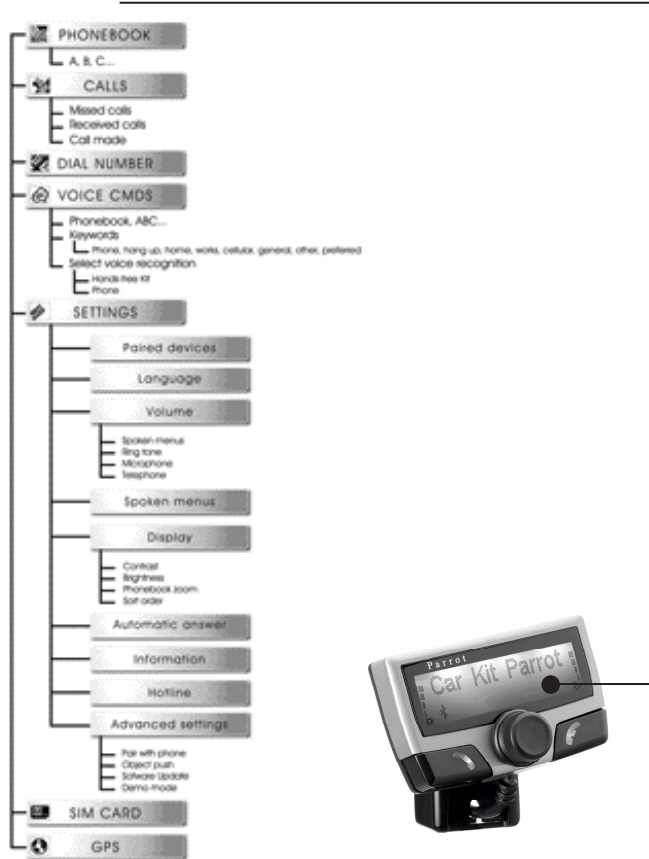 PHONEBOOK
A, B, C...
CALLS
Missed calls
Received calls
Call made
DIAL NUMBER
VOICE CMDS
Phonebook, ABC...
Keywords
Phone, hang up, home, works, cellular, general, other, preferred
Select voice recognition
Hands-free Kit
Phone
SETTINGS
Paired devices
Language
Volume
Spoken menus
Ring tone
Microphone
Telephone
Spoken menus
Display
Contrast
Brightness
Phonebook zoom
Sort order
Automatic answer
Information
Hotline
Advanced settings
Pair with phone
Object push
Sotware Update
Demo mode
SIM CARD
GPS
Parrot
Car Kit Parrot